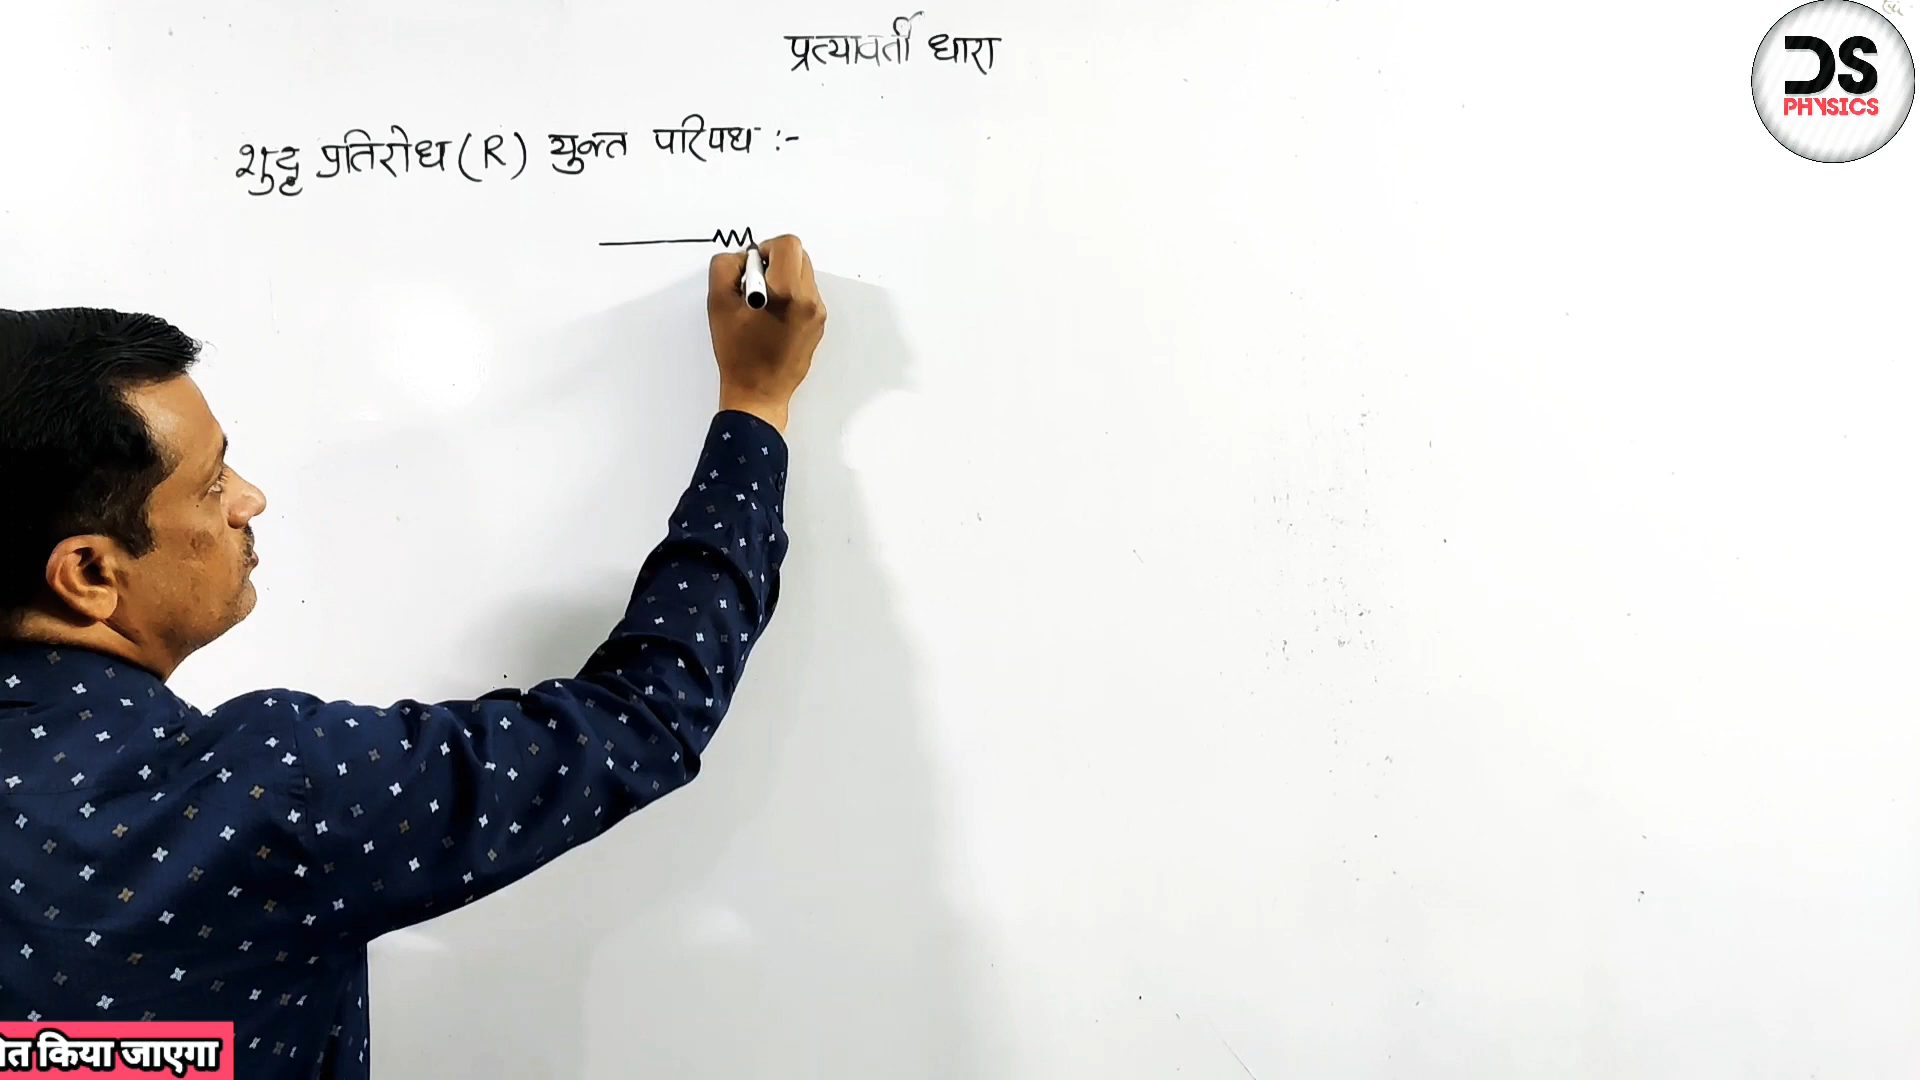 प्रत्यावर्ती धारा
DS
PHYSICS
शुद्ध प्रतिरोध (R) युक्त परिपथ :-
किया जाएगा